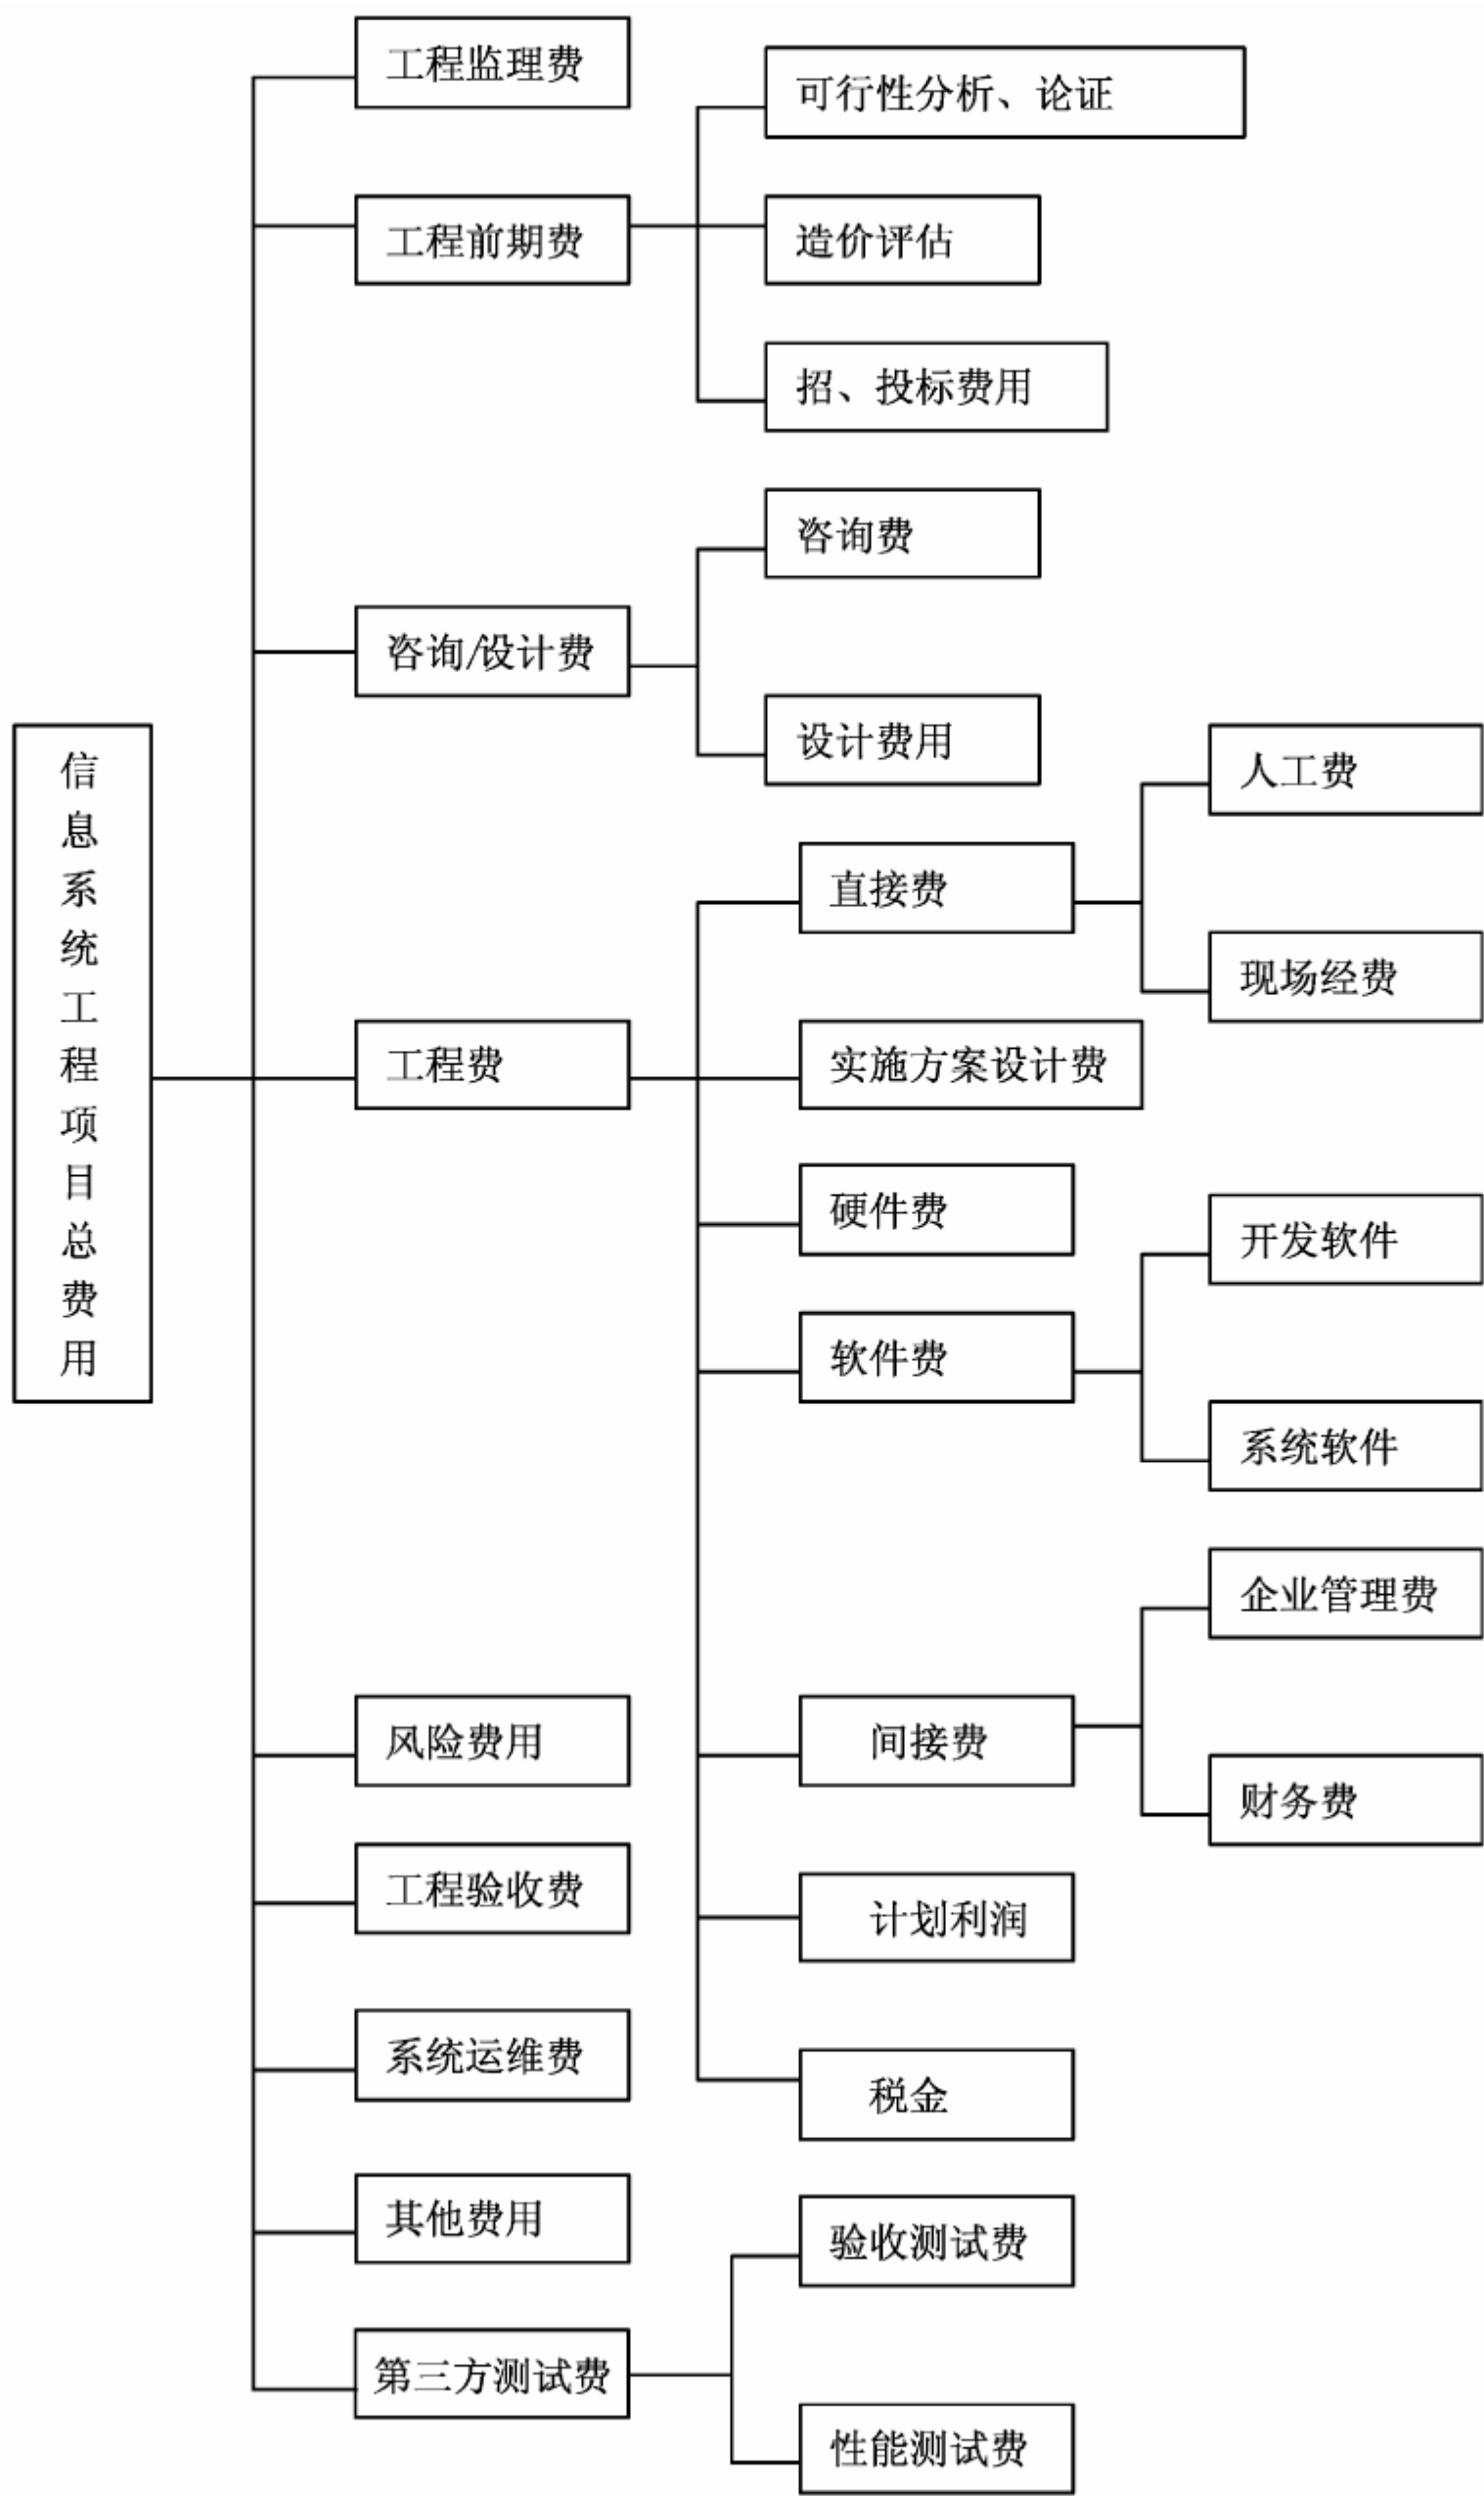 信息系统工程项目总费用
工程监理费
工程前期费
可行性分析、论证
造价评估
招、投标费用
咨询/设计费
咨询费
设计费用
工程费
直接费
人工费
现场经费
实施方案设计费
硬件费
软件费
开发软件
系统软件
间接费
企业管理费
财务费
计划利润
税金
风险费用
工程验收费
系统运维费
其他费用
第三方测试费
验收测试费
性能测试费